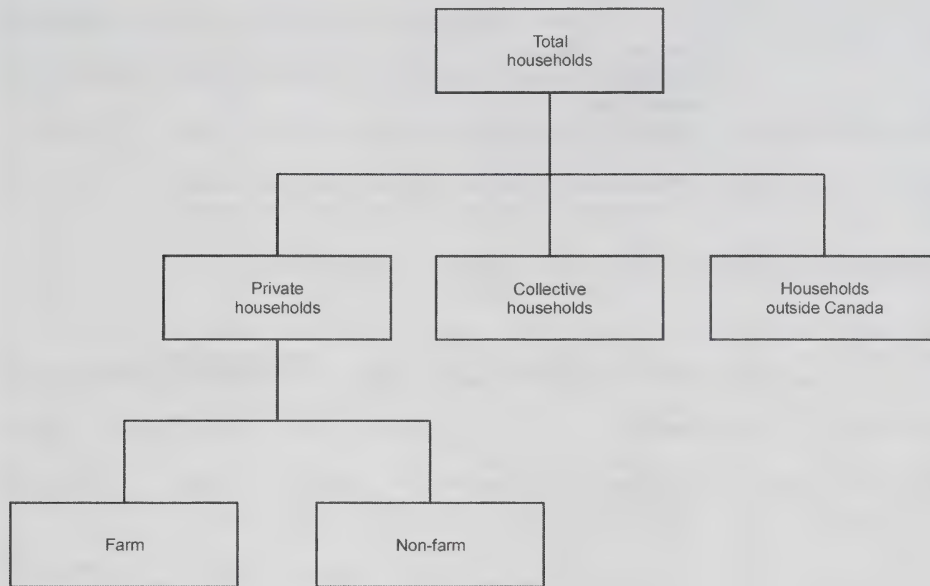 Total
households
Private
households
Collective
households
Households
outside Canada
Farm
Non-farm